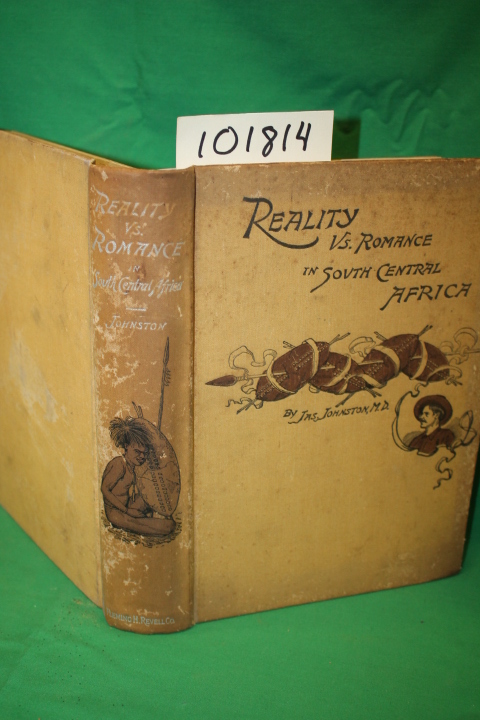 101814
REALITY
VS.
ROMANCE
IN
South Central Africa
JOHNSTON
FLEMING H. REVELL CO
REALITY
VS. ROMANCE
IN SOUTH CENTRAL
AFRICA
BY JAS. JOHNSTON, M.D.